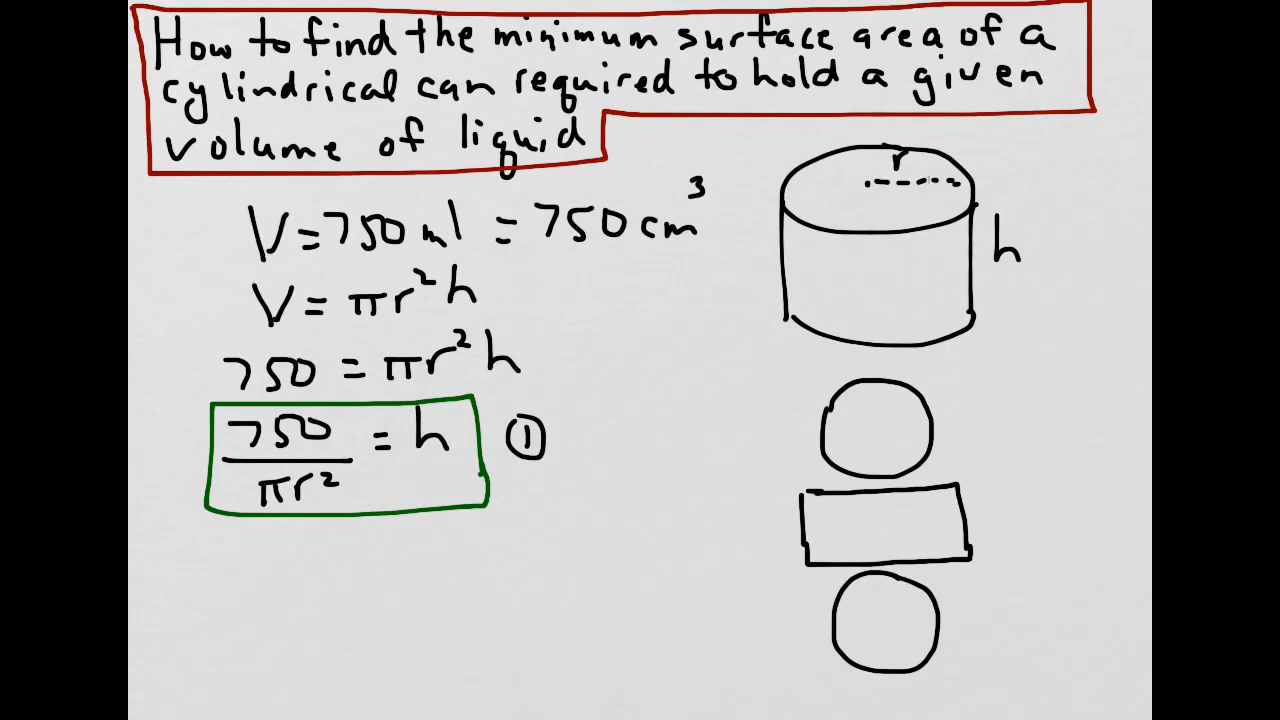 How to find the minimum surface area of a
cylindrical can required to hold a given
volume of liquid
r
V = 750 ml = 750 cm³
h
V = πr²h
750 = πr²h
750/πr² = h ①